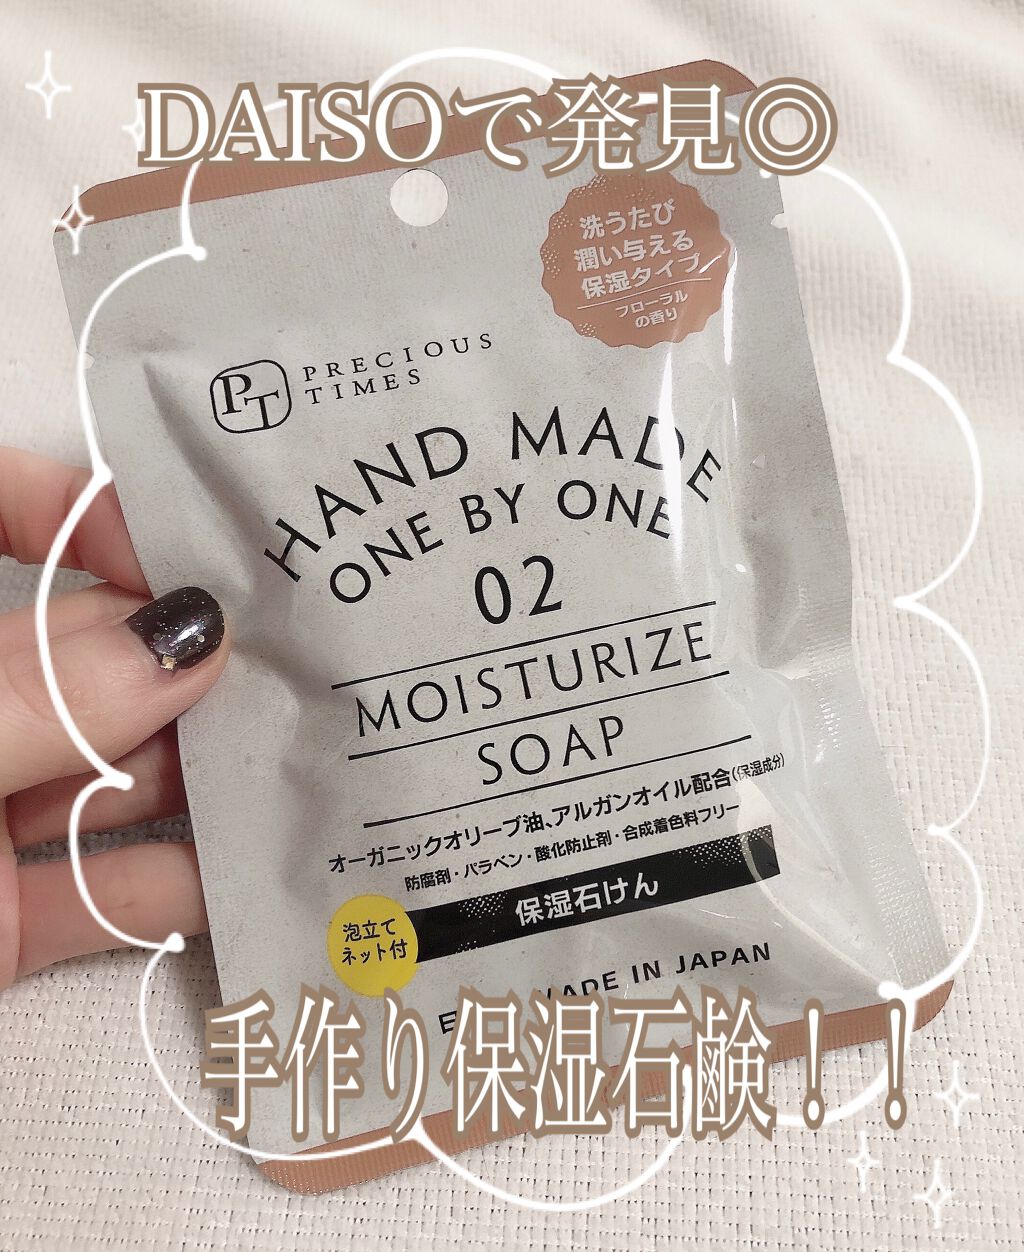 DAISOで発見◎
洗うたび
潤い与える
保湿タイプ
フローラル
の香り
PT
PRECIOUS
TIMES
HAND MADE
ONE BY ONE
02
MOISTURIZE
SOAP
オーガニックオリーブ油、アルガンオイル配合(保湿成分)
防腐剤・パラベン・酸化防止剤・合成着色料フリー
保湿石けん
泡立て
ネット付
MADE IN JAPAN
手作り保湿石鹸！！